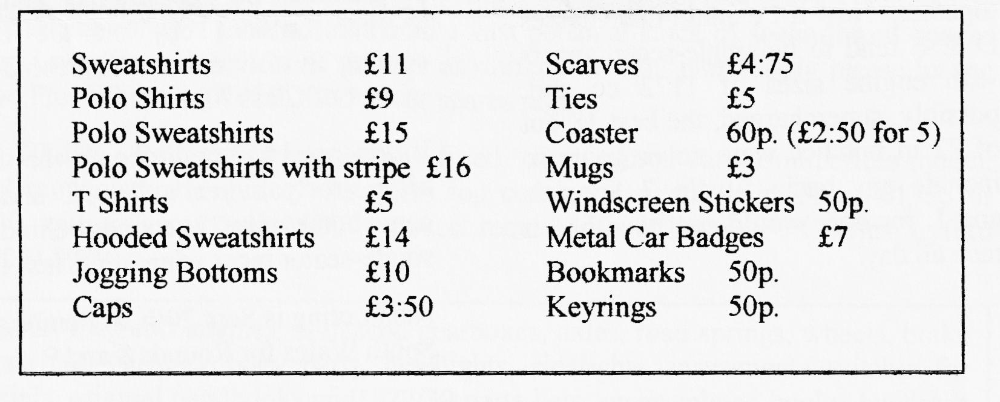 Sweatshirts £11
Polo Shirts £9
Polo Sweatshirts £15
Polo Sweatshirts with stripe £16
T Shirts £5
Hooded Sweatshirts £14
Jogging Bottoms £10
Caps £3:50
Scarves £4:75
Ties £5
Coaster 60p. (£2:50 for 5)
Mugs £3
Windscreen Stickers 50p.
Metal Car Badges £7
Bookmarks 50p.
Keyrings 50p.